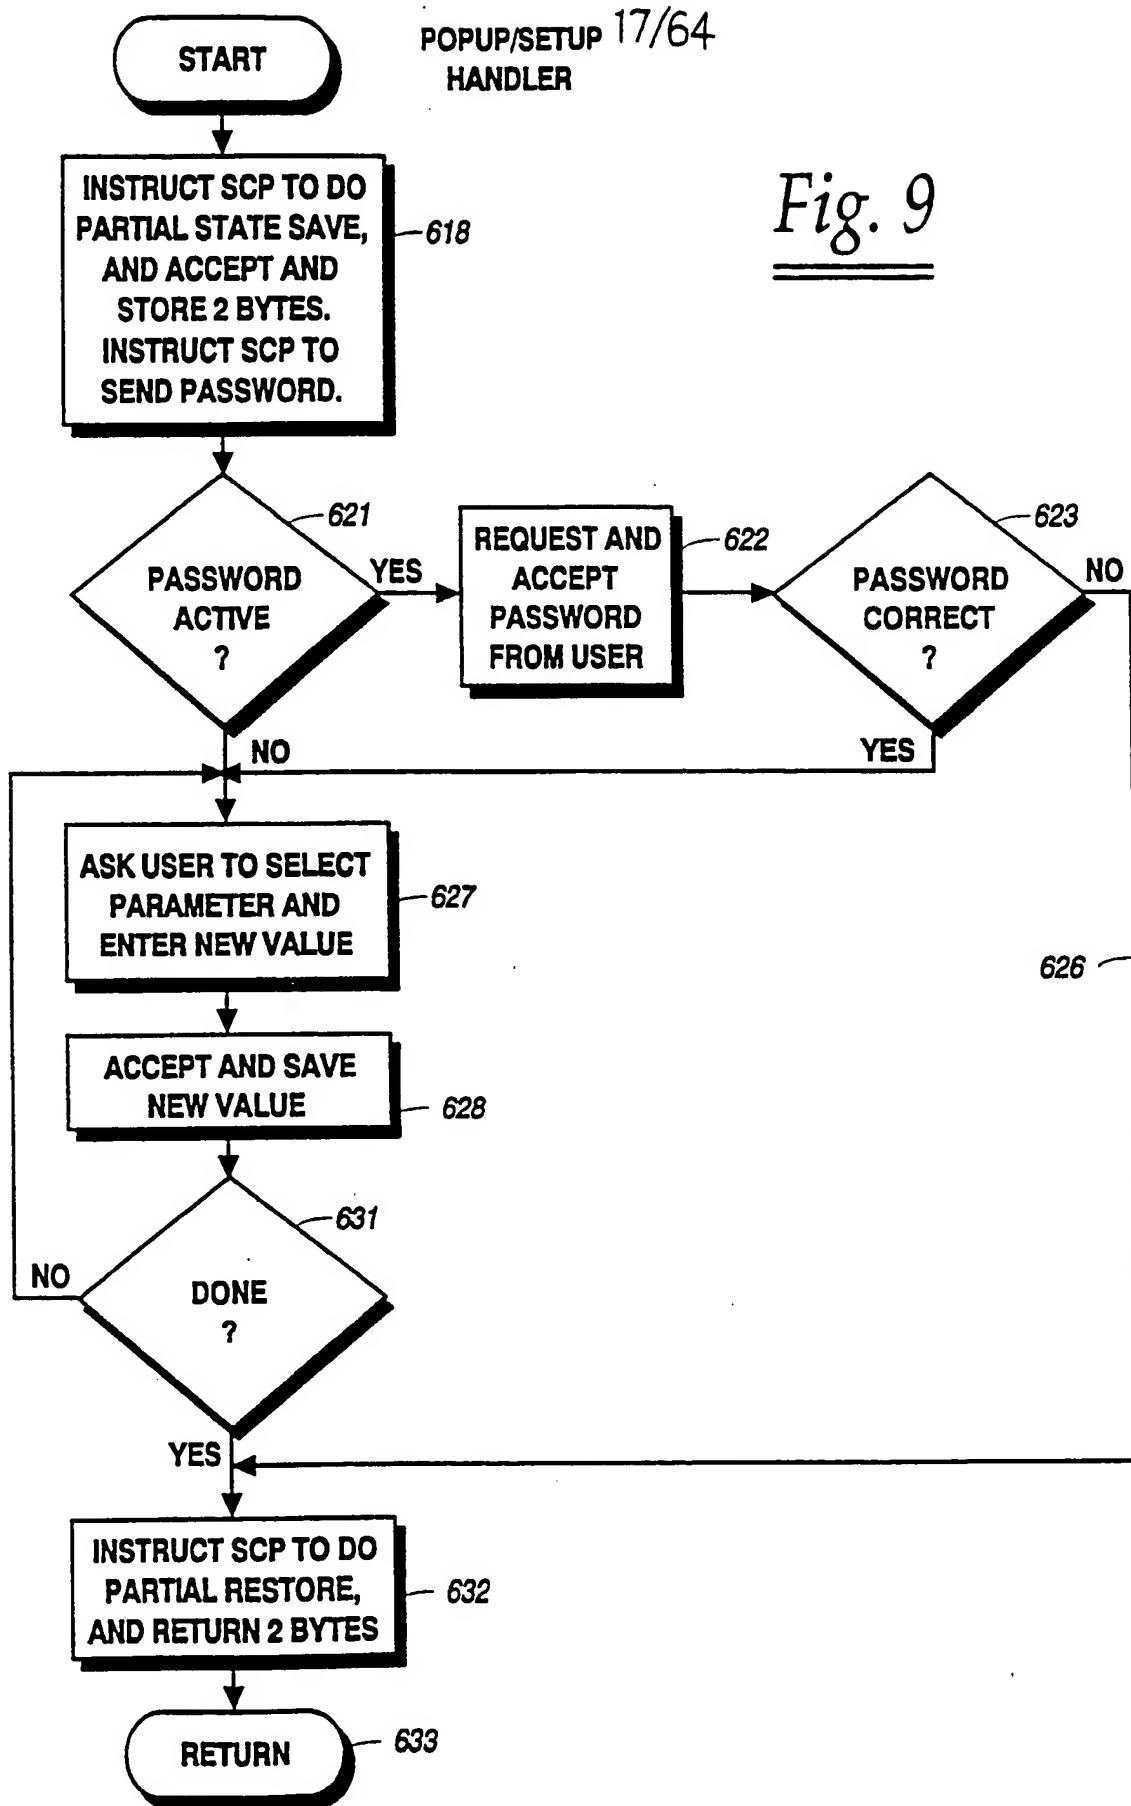 START
POPUP/SETUP 17/64
HANDLER
Fig. 9
INSTRUCT SCP TO DO
PARTIAL STATE SAVE,
AND ACCEPT AND
STORE 2 BYTES.
INSTRUCT SCP TO
SEND PASSWORD.
618
621
PASSWORD
ACTIVE
?
YES
NO
REQUEST AND
ACCEPT
PASSWORD
FROM USER
622
623
PASSWORD
CORRECT
?
NO
YES
626
ASK USER TO SELECT
PARAMETER AND
ENTER NEW VALUE
627
ACCEPT AND SAVE
NEW VALUE
628
631
DONE
?
NO
YES
INSTRUCT SCP TO DO
PARTIAL RESTORE,
AND RETURN 2 BYTES
632
RETURN
633